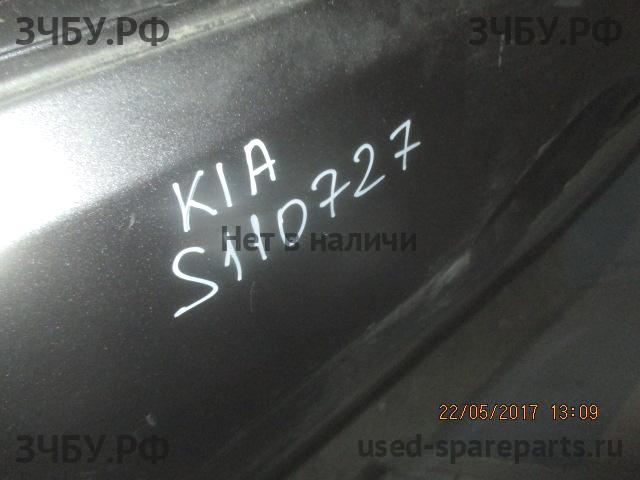 ЗЧБУ.РФ ЗЧБУ.РФ
KIA
S110727
Нет в наличи
22/05/2017 13:09
ЗЧБУ.РФ used-spareparts.ru